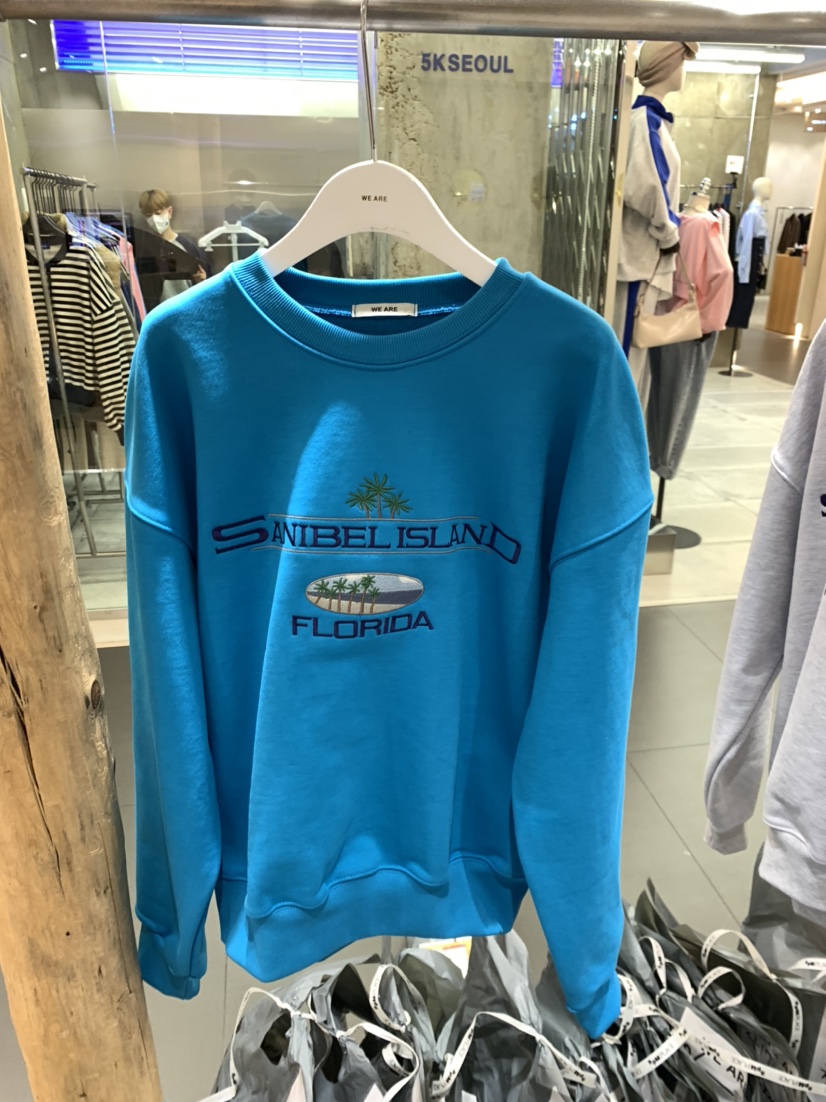 5KSEOUL
WE ARE
WE ARE
SANIBEL ISLAND
FLORIDA